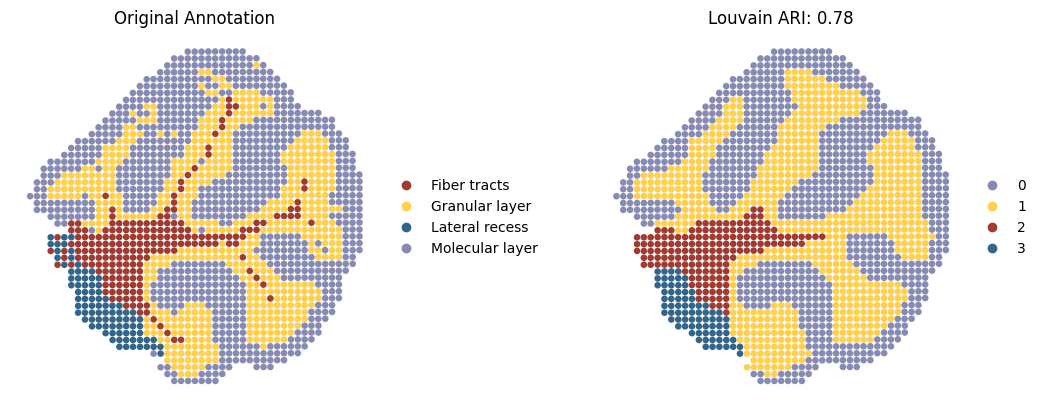 Original Annotation
Louvain ARI: 0.78
Fiber tracts
Granular layer
Lateral recess
Molecular layer
0
1
2
3